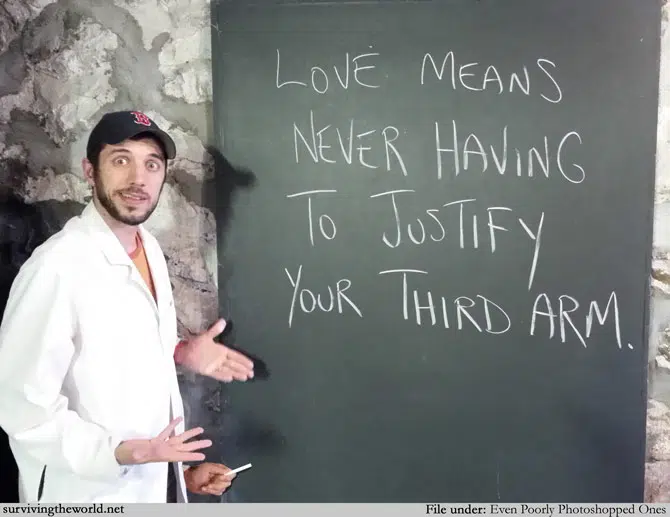 B
LOVE MEANS
NEVER HAVING
TO JUSTIFY
YOUR THIRD ARM.
survivingtheworld.net
File under: Even Poorly Photoshopped Ones